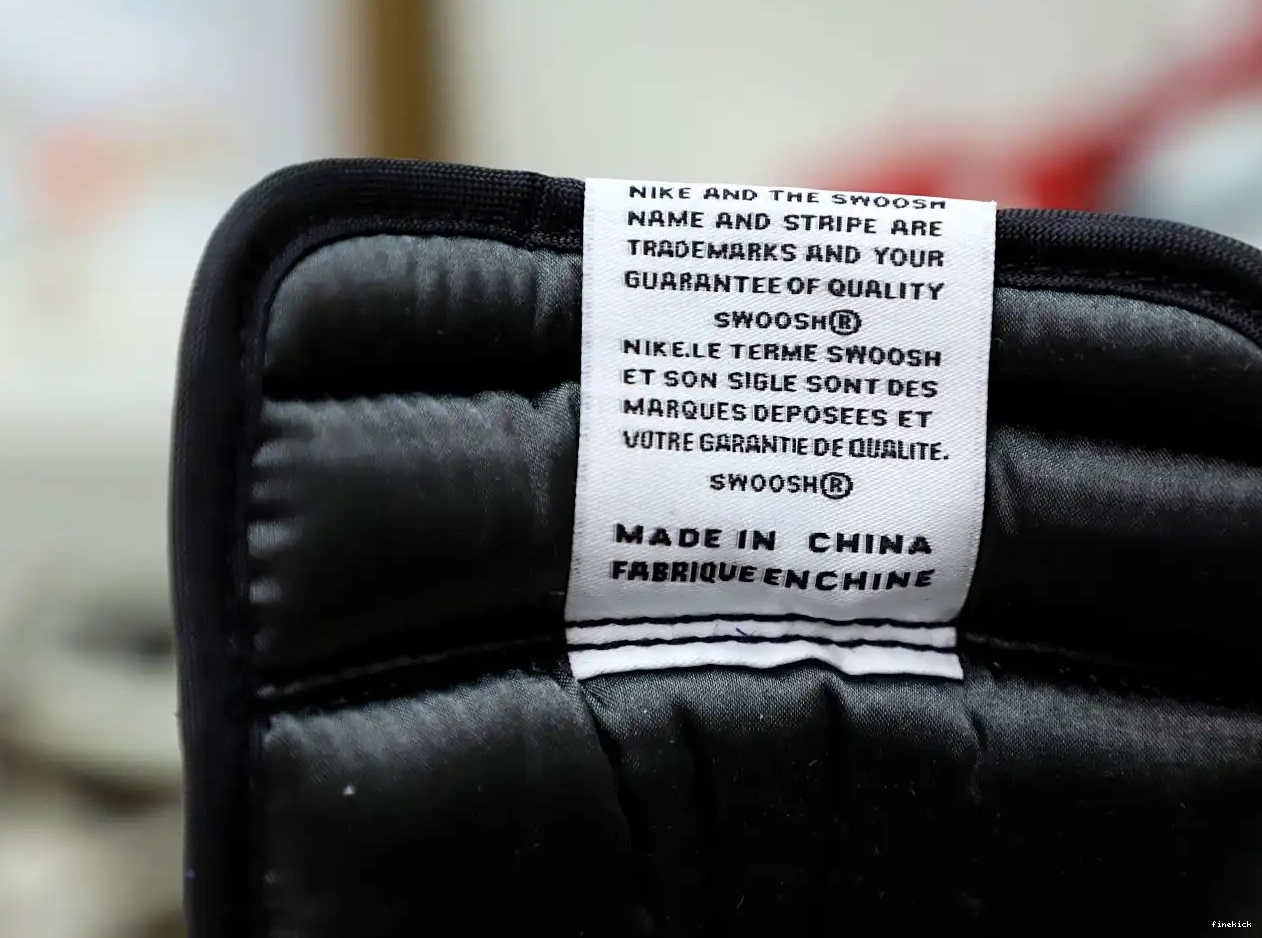 NIKE AND THE SWOOSH
NAME AND STRIPE ARE
TRADEMARKS AND YOUR
GUARANTEE OF QUALITY
SWOOSH®
NIKE.LE TERME SWOOSH
ET SON SIGLE SONT DES
MARQUES DEPOSEES ET
VOTRE GARANTIE DE QUALITE.
SWOOSH®
MADE IN CHINA
FABRIQUE EN CHINE
finekick